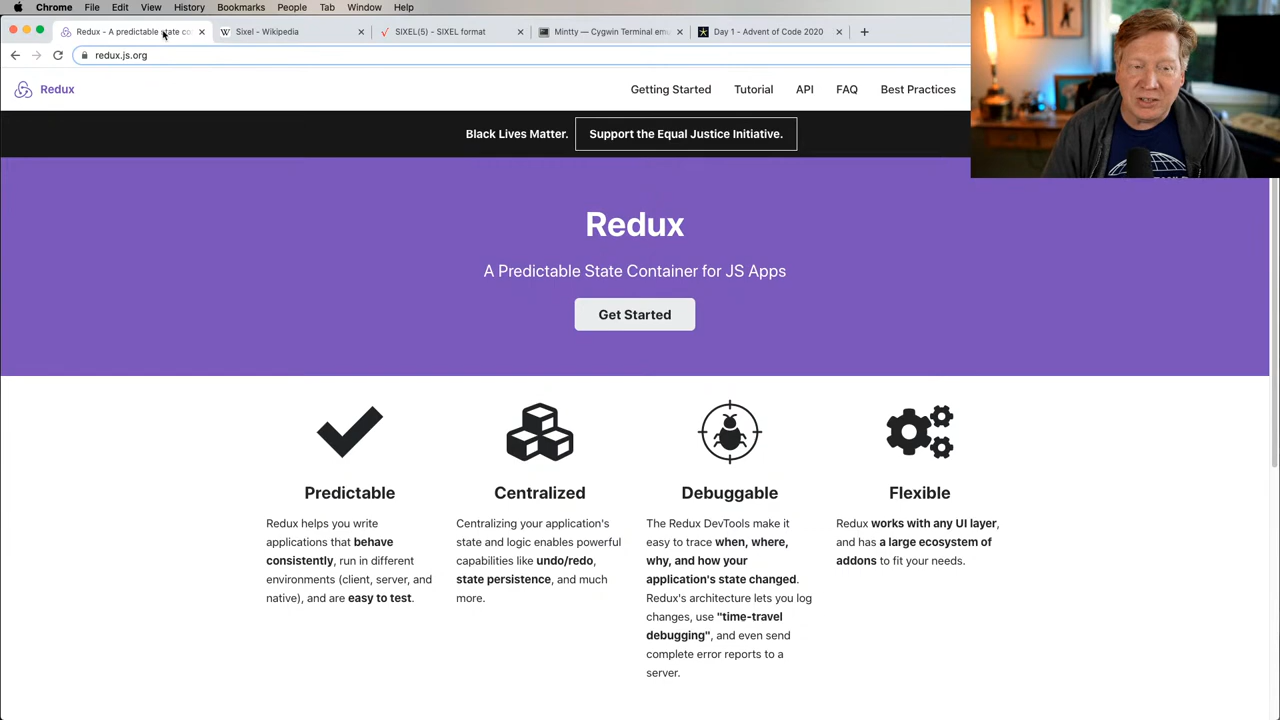 Chrome File Edit View History Bookmarks People Tab Window Help
Redux - A predictable state co
Sixel - Wikipedia
SIXEL(5) - SIXEL format
Mintty — Cygwin Terminal emu
Day 1 - Advent of Code 2020
redux.js.org
Redux
Getting Started Tutorial API FAQ Best Practices
Black Lives Matter. Support the Equal Justice Initiative.
Redux
A Predictable State Container for JS Apps
Get Started
Predictable
Redux helps you write
applications that behave
consistently, run in different
environments (client, server, and
native), and are easy to test.
Centralized
Centralizing your application's
state and logic enables powerful
capabilities like undo/redo,
state persistence, and much
more.
Debuggable
The Redux DevTools make it
easy to trace when, where,
why, and how your
application's state changed.
Redux's architecture lets you log
changes, use "time-travel
debugging", and even send
complete error reports to a
server.
Flexible
Redux works with any UI layer,
and has a large ecosystem of
addons to fit your needs.